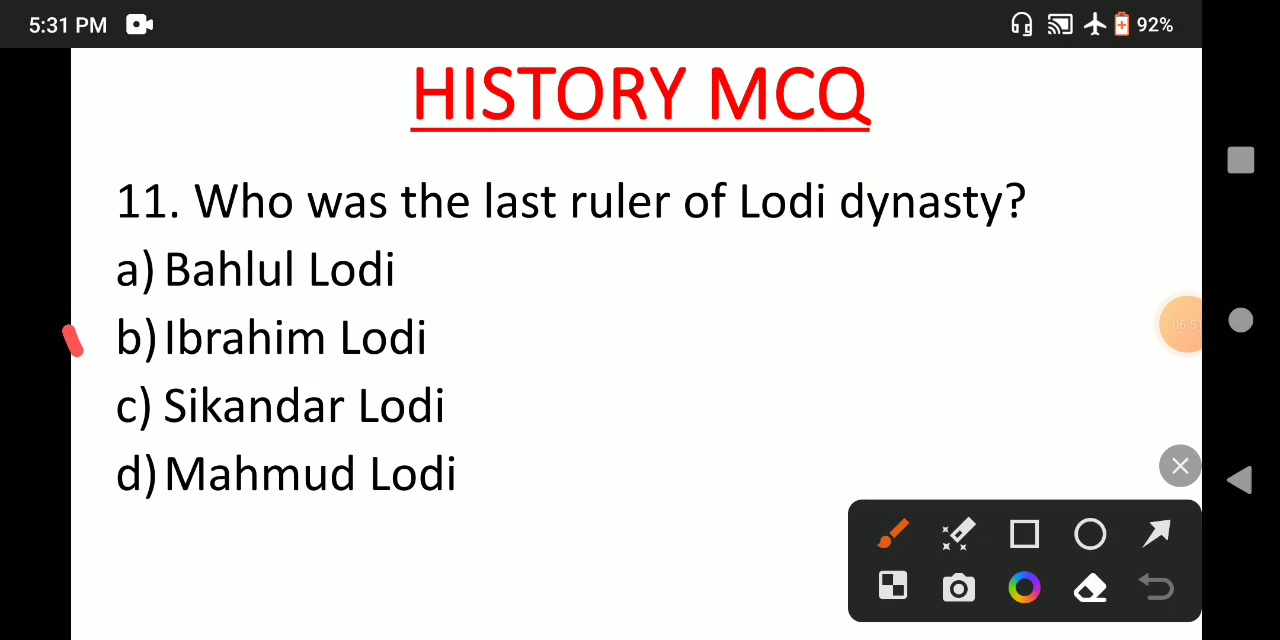 5:31 PM
92%
HISTORY MCQ
11. Who was the last ruler of Lodi dynasty?
a) Bahlul Lodi
b) Ibrahim Lodi
c) Sikandar Lodi
d) Mahmud Lodi